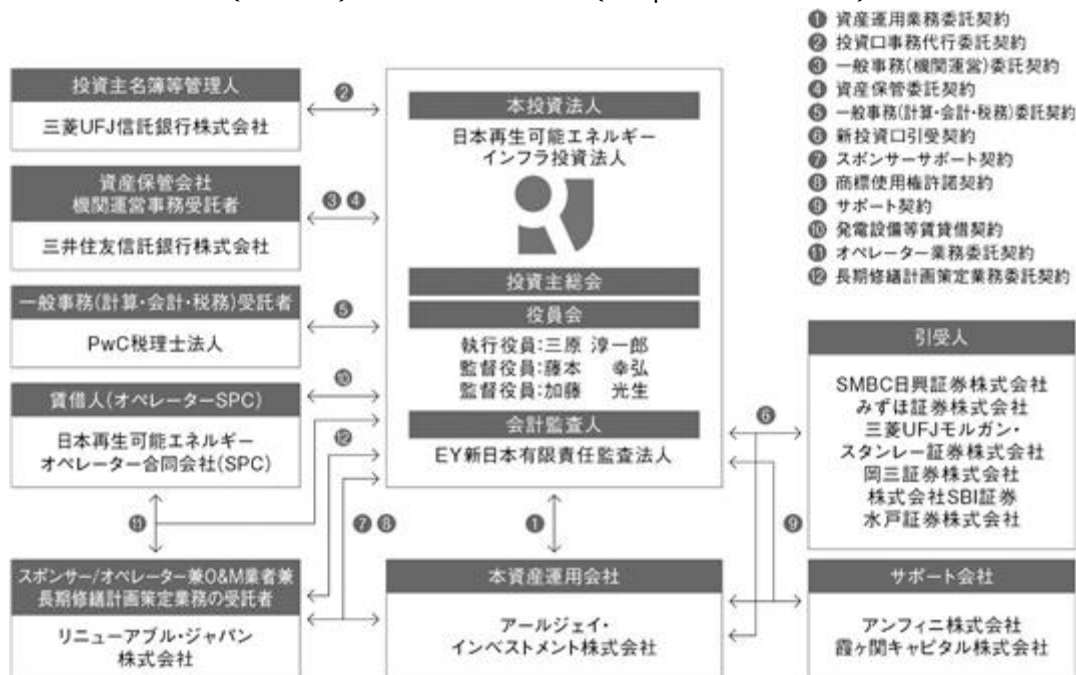 ❶ 資産運用業務委託契約
❷ 投資口事務代行委託契約
❸ 一般事務(機関運営)委託契約
❹ 資産保管委託契約
❺ 一般事務(計算・会計・税務)委託契約
❻ 新投資口引受契約
❼ スポンサーサポート契約
❽ 商標使用権許諾契約
❾ サポート契約
❿ 発電設備等賃貸借契約
⓫ オペレーター業務委託契約
⓬ 長期修繕計画策定業務委託契約
投資主名簿等管理人
三菱UFJ信託銀行株式会社
❷
資産保管会社
機関運営事務受託者
三井住友信託銀行株式会社
❸ ❹
一般事務(計算・会計・税務)受託者
PwC税理士法人
❺
賃借人(オペレーターSPC)
日本再生可能エネルギー
オペレーター合同会社(SPC)
❿
⓬
⓫
スポンサー/オペレーター兼O&M業者兼
長期修繕計画策定業務の受託者
リニューアブル・ジャパン
株式会社
❼ ❽
本投資法人
日本再生可能エネルギー
インフラ投資法人
投資主総会
役員会
執行役員:三原 淳一郎
監督役員:藤本 幸弘
監督役員:加藤 光生
会計監査人
EY新日本有限責任監査法人
❶
本資産運用会社
アールジェイ・
インベストメント株式会社
❻
❾
引受人
SMBC日興証券株式会社
みずほ証券株式会社
三菱UFJモルガン・
スタンレー証券株式会社
岡三証券株式会社
株式会社SBI証券
水戸証券株式会社
サポート会社
アンフィニ株式会社
霞ヶ関キャピタル株式会社